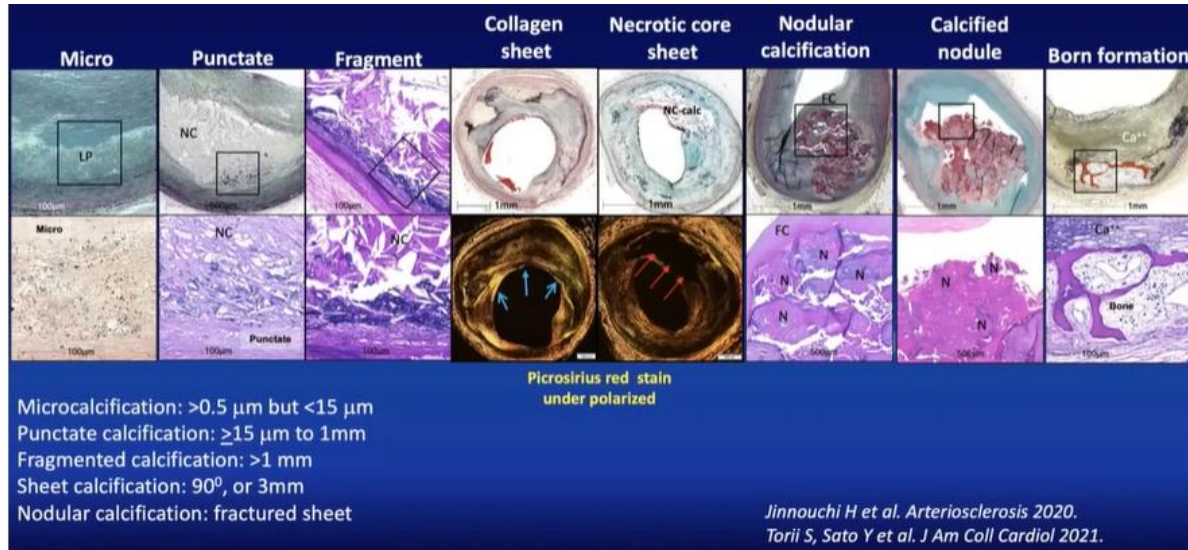 Micro
Punctate
Fragment
Collagen
sheet
Necrotic core
sheet
Nodular
calcification
Calcified
nodule
Born formation
LP
100μm
NC
500μm
100μm
1mm
NC-calc
1mm
FC
1mm
1mm
Ca⁺⁺
1mm
Micro
100μm
NC
Punctate
100μm
NC
100μm
FC
N
N
N
N
500μm
N
N
N
500μm
Ca⁺⁺
Bone
100μm
Picrosirius red stain
under polarized
Microcalcification: >0.5 μm but <15 μm
Punctate calcification: ≥15 μm to 1mm
Fragmented calcification: >1 mm
Sheet calcification: 90⁰, or 3mm
Nodular calcification: fractured sheet
Jinnouchi H et al. Arteriosclerosis 2020.
Torii S, Sato Y et al. J Am Coll Cardiol 2021.